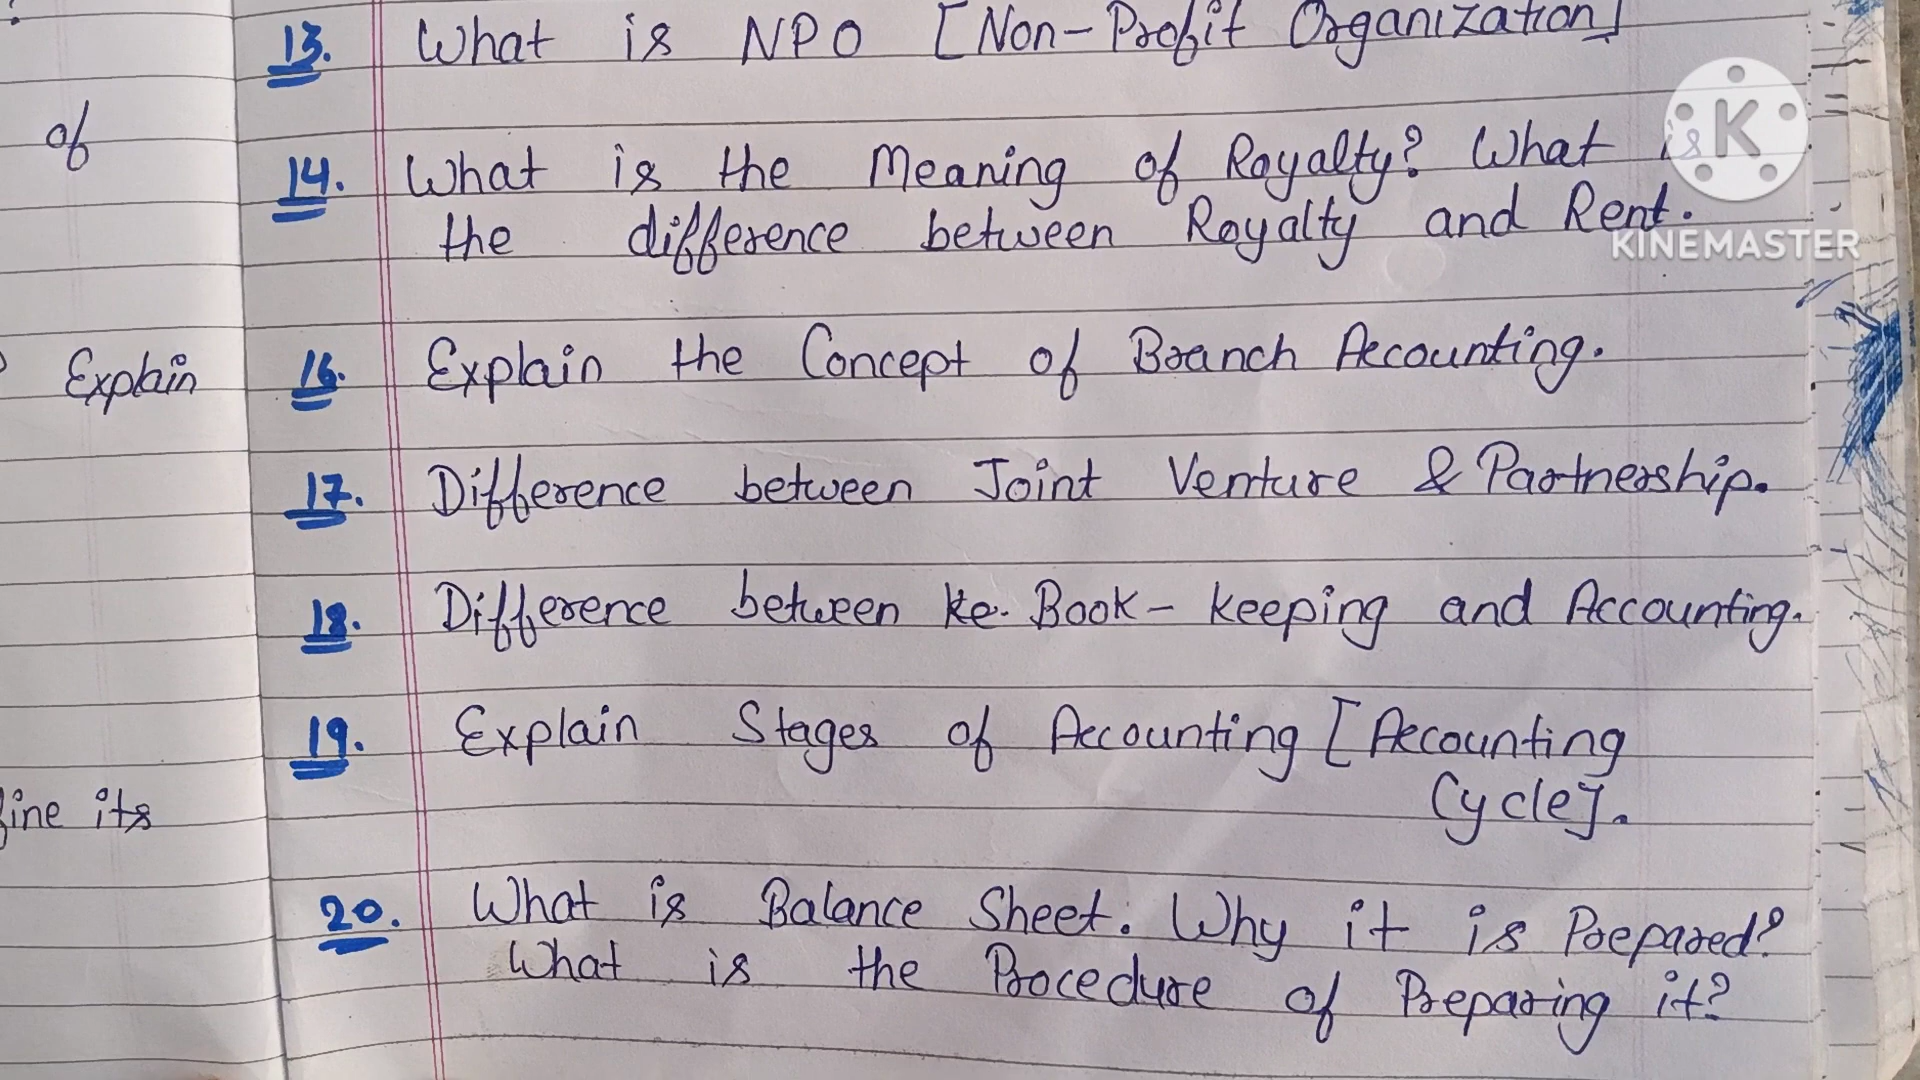 of
Explain
its
13. What is NPO [Non-Profit Organization]
14. What is the Meaning of Royalty? What is
the difference between Royalty and Rent.
16. Explain the Concept of Branch Accounting.
17. Difference between Joint Venture & Partnership.
18. Difference between ke. Book-keeping and Accounting.
19. Explain Stages of Accounting [Accounting
Cycle].
20. What is Balance Sheet. Why it is Prepared?
What is the Procedure of Preparing it?
K
KINEMASTER